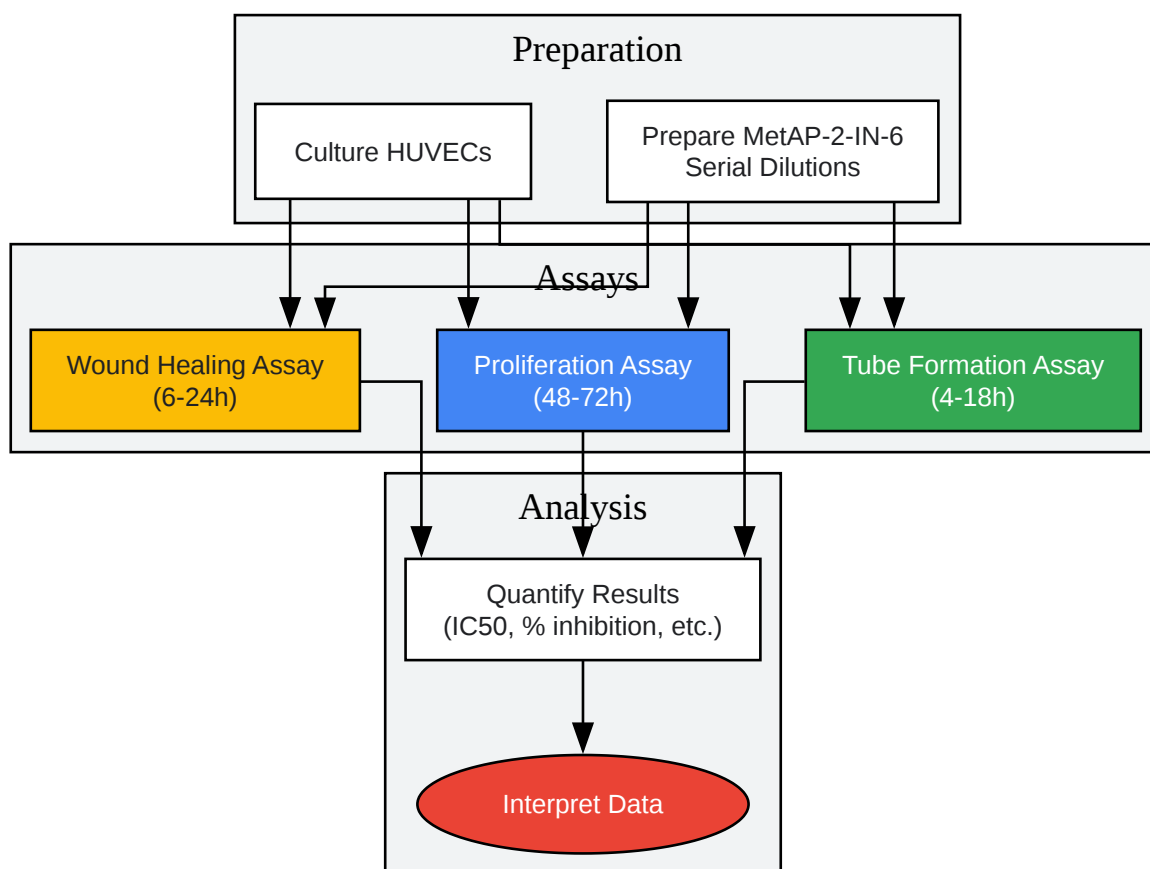 Preparation
Culture HUVECs
Prepare MetAP-2-IN-6
Serial Dilutions
Assays
Wound Healing Assay
(6-24h)
Proliferation Assay
(48-72h)
Tube Formation Assay
(4-18h)
Analysis
Quantify Results
(IC50, % inhibition, etc.)
Interpret Data